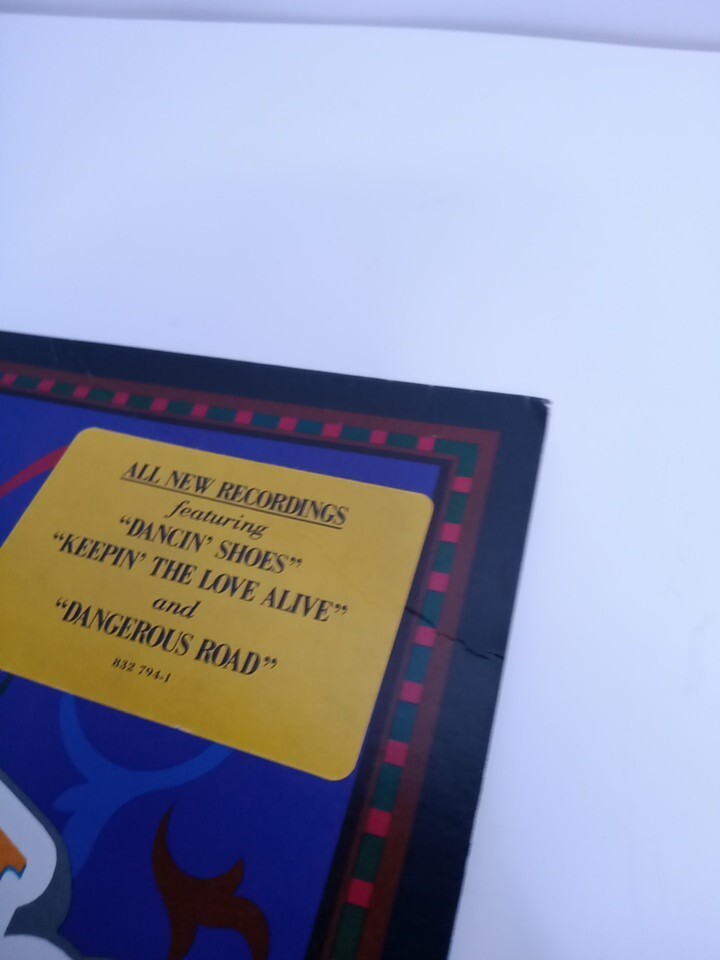 ALL NEW RECORDINGS
featuring
“DANCIN’ SHOES”
“KEEPIN’ THE LOVE ALIVE”
and
“DANGEROUS ROAD”
832 794-1